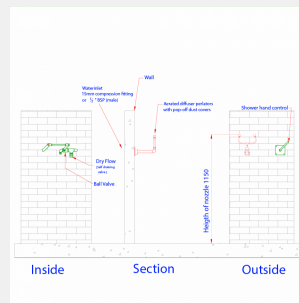 Wall
Waterinlet
15mm compression fitting
or ½ " BSP (male)
Aerated diffuser perlators
with pop off dust covers
Shower hand control
Dry Flow
(self draining
valve)
Ball Valve
Heigth of nozzle 1150
Inside
Section
Outside